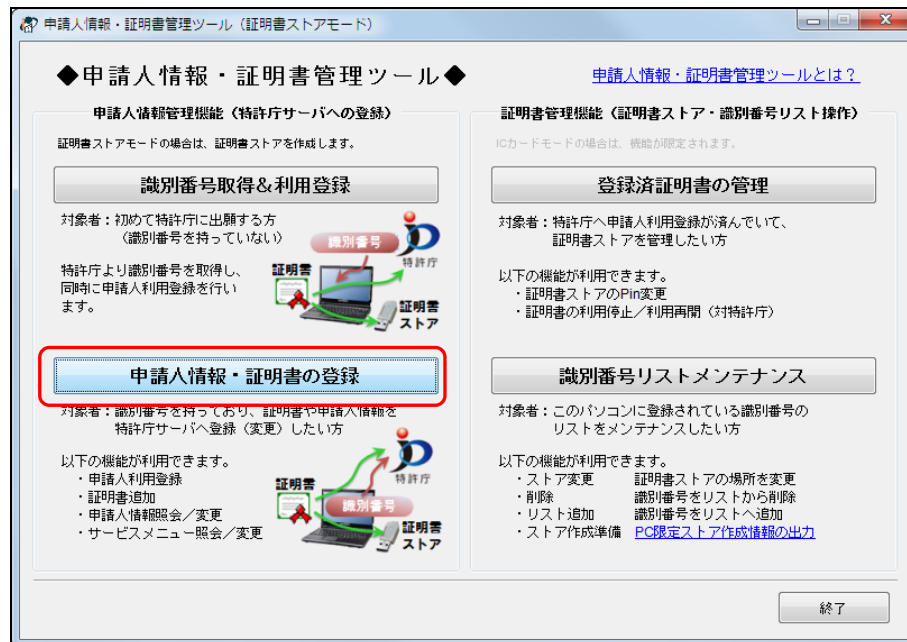 申請人情報・証明書管理ツール（証明書ストアモード）
◆申請人情報・証明書管理ツール◆
申請人情報・証明書管理ツールとは？
申請人情報管理機能（特許庁サーバへの登録）
証明書ストアモードの場合は、証明書ストアを作成します。
識別番号取得&利用登録
対象者：初めて特許庁に出願する方
（識別番号を持っていない）
特許庁より識別番号を取得し、
同時に申請人利用登録を行い
ます。
識別番号
特許庁
証明書
証明書
ストア
申請人情報・証明書の登録
対象者：識別番号を持っており、証明書や申請人情報を
特許庁サーバへ登録（変更）したい方
以下の機能が利用できます。
・申請人利用登録
・証明書追加
・申請人情報照会／変更
・サービスメニュー照会／変更
証明書
識別番号
特許庁
証明書
ストア
証明書管理機能（証明書ストア・識別番号リスト操作）
ICカードモードの場合は、機能が限定されます。
登録済証明書の管理
対象者：特許庁へ申請人利用登録が済んでいて、
証明書ストアを管理したい方
以下の機能が利用できます。
・証明書ストアのPin変更
・証明書の利用停止／利用再開（対特許庁）
識別番号リストメンテナンス
対象者：このパソコンに登録されている識別番号の
リストをメンテナンスしたい方
以下の機能が利用できます。
・ストア変更 証明書ストアの場所を変更
・削除 識別番号をリストから削除
・リスト追加 識別番号をリストへ追加
・ストア作成準備 PC限定ストア作成情報の出力
終了